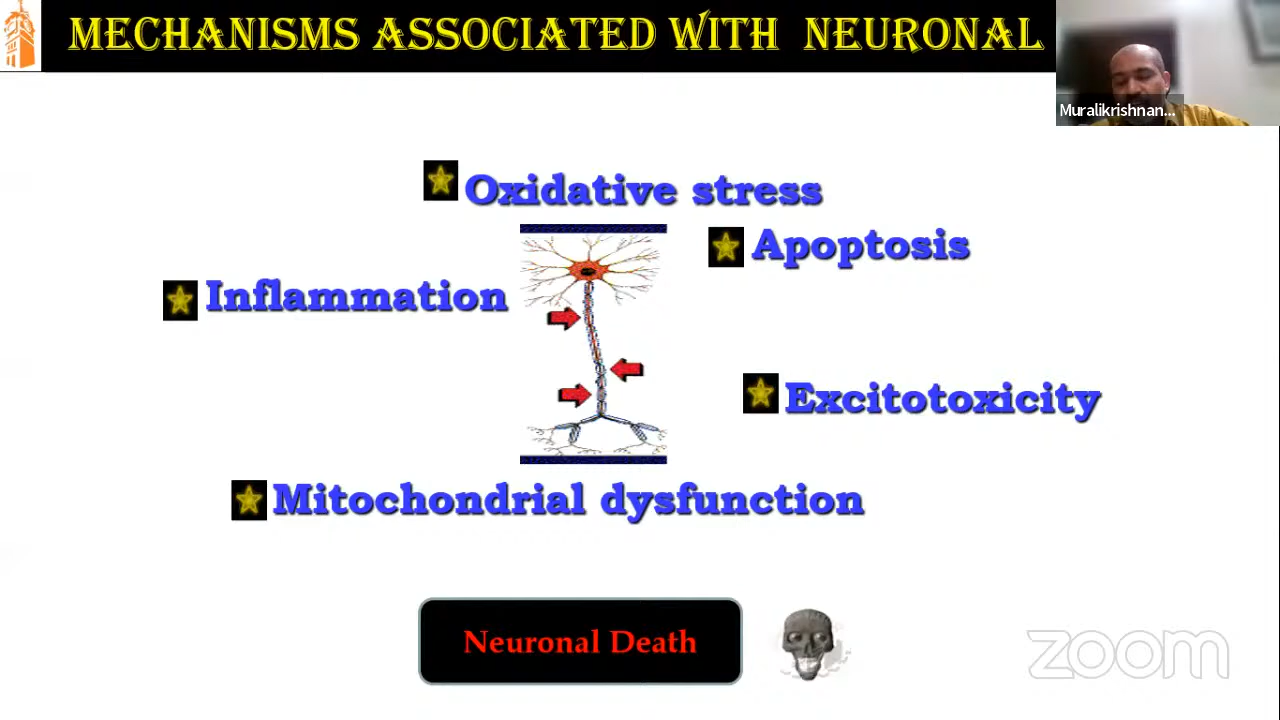 MECHANISMS ASSOCIATED WITH NEURONAL
Muralikrishnan...
Oxidative stress
Apoptosis
Inflammation
Excitotoxicity
Mitochondrial dysfunction
Neuronal Death
zoom